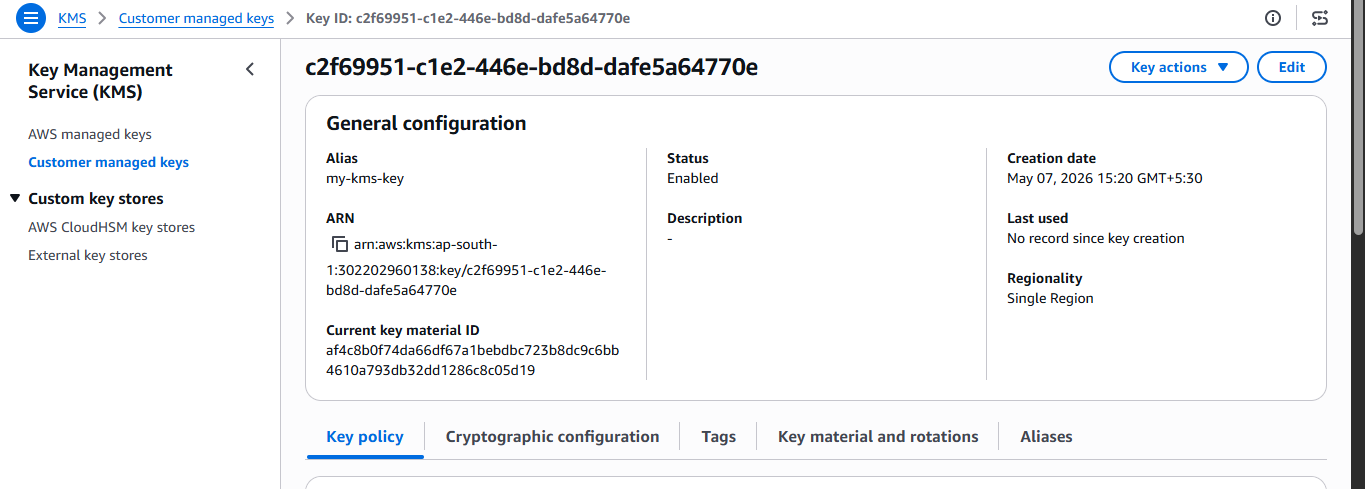 KMS > Customer managed keys > Key ID: c2f69951-c1e2-446e-bd8d-dafe5a64770e
Key Management
Service (KMS)
AWS managed keys
Customer managed keys
Custom key stores
AWS CloudHSM key stores
External key stores
c2f69951-c1e2-446e-bd8d-dafe5a64770e
Key actions
Edit
General configuration
Alias
my-kms-key
ARN
arn:aws:kms:ap-south-
1:302202960138:key/c2f69951-c1e2-446e-
bd8d-dafe5a64770e
Current key material ID
af4c8b0f74da66df67a1bebdbc723b8dc9c6bb
4610a793db32dd1286c8c05d19
Status
Enabled
Description
-
Creation date
May 07, 2026 15:20 GMT+5:30
Last used
No record since key creation
Regionality
Single Region
Key policy
Cryptographic configuration
Tags
Key material and rotations
Aliases